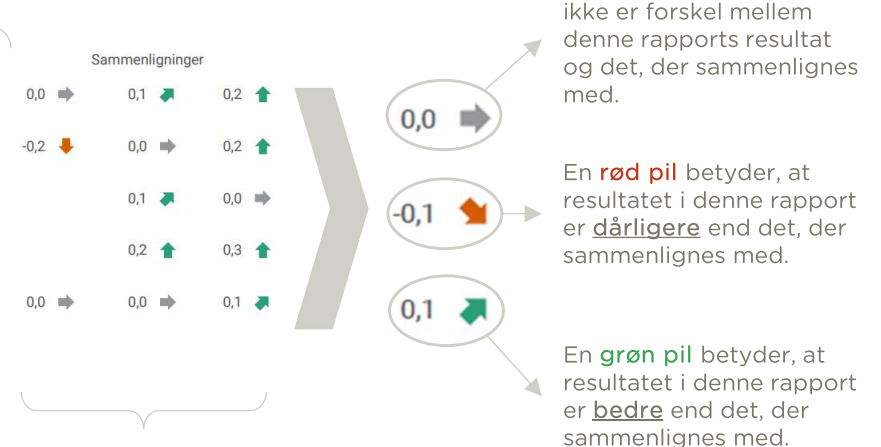 Sammenligninger
0,0 0,1 0,2
-0,2 0,0 0,2
0,1 0,0
0,2 0,3
0,0 0,0 0,1
0,0
-0,1
0,1
ikke er forskel mellem
denne rapports resultat
og det, der sammenlignes
med.
En rød pil betyder, at
resultatet i denne rapport
er dårligere end det, der
sammenlignes med.
En grøn pil betyder, at
resultatet i denne rapport
er bedre end det, der
sammenlignes med.